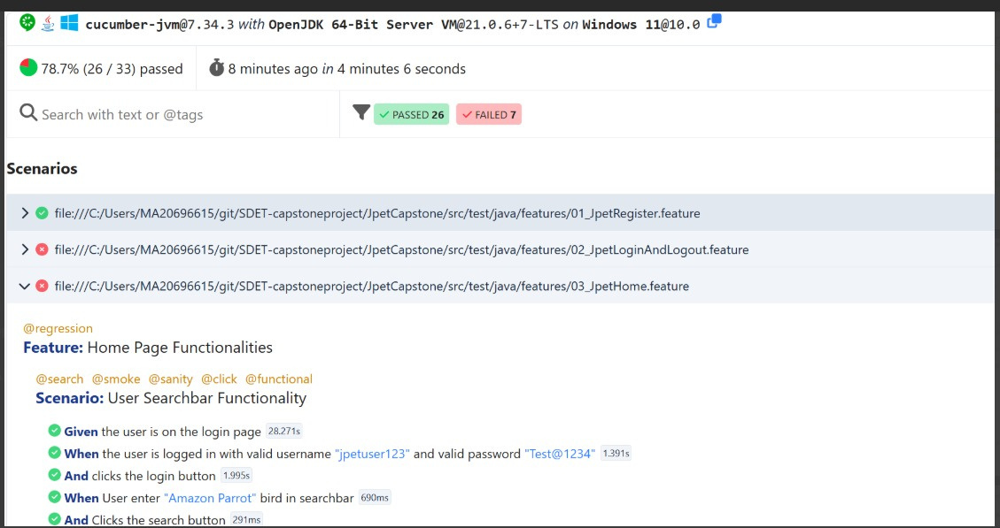 cucumber-jvm@7.34.3 with OpenJDK 64-Bit Server VM@21.0.6+7-LTS on Windows 11@10.0
78.7% (26 / 33) passed 8 minutes ago in 4 minutes 6 seconds
Search with text or @tags PASSED 26 FAILED 7
Scenarios
file:///C:/Users/MA20696615/git/SDET-capstoneproject/JpetCapstone/src/test/java/features/01_JpetRegister.feature
file:///C:/Users/MA20696615/git/SDET-capstoneproject/JpetCapstone/src/test/java/features/02_JpetLoginAndLogout.feature
file:///C:/Users/MA20696615/git/SDET-capstoneproject/JpetCapstone/src/test/java/features/03_JpetHome.feature
@regression
Feature: Home Page Functionalities
@search @smoke @sanity @click @functional
Scenario: User Searchbar Functionality
Given the user is on the login page 28.271s
When the user is logged in with valid username "jpetuser123" and valid password "Test@1234" 1.391s
And clicks the login button 1.995s
When User enter "Amazon Parrot" bird in searchbar 690ms
And Clicks the search button 291ms